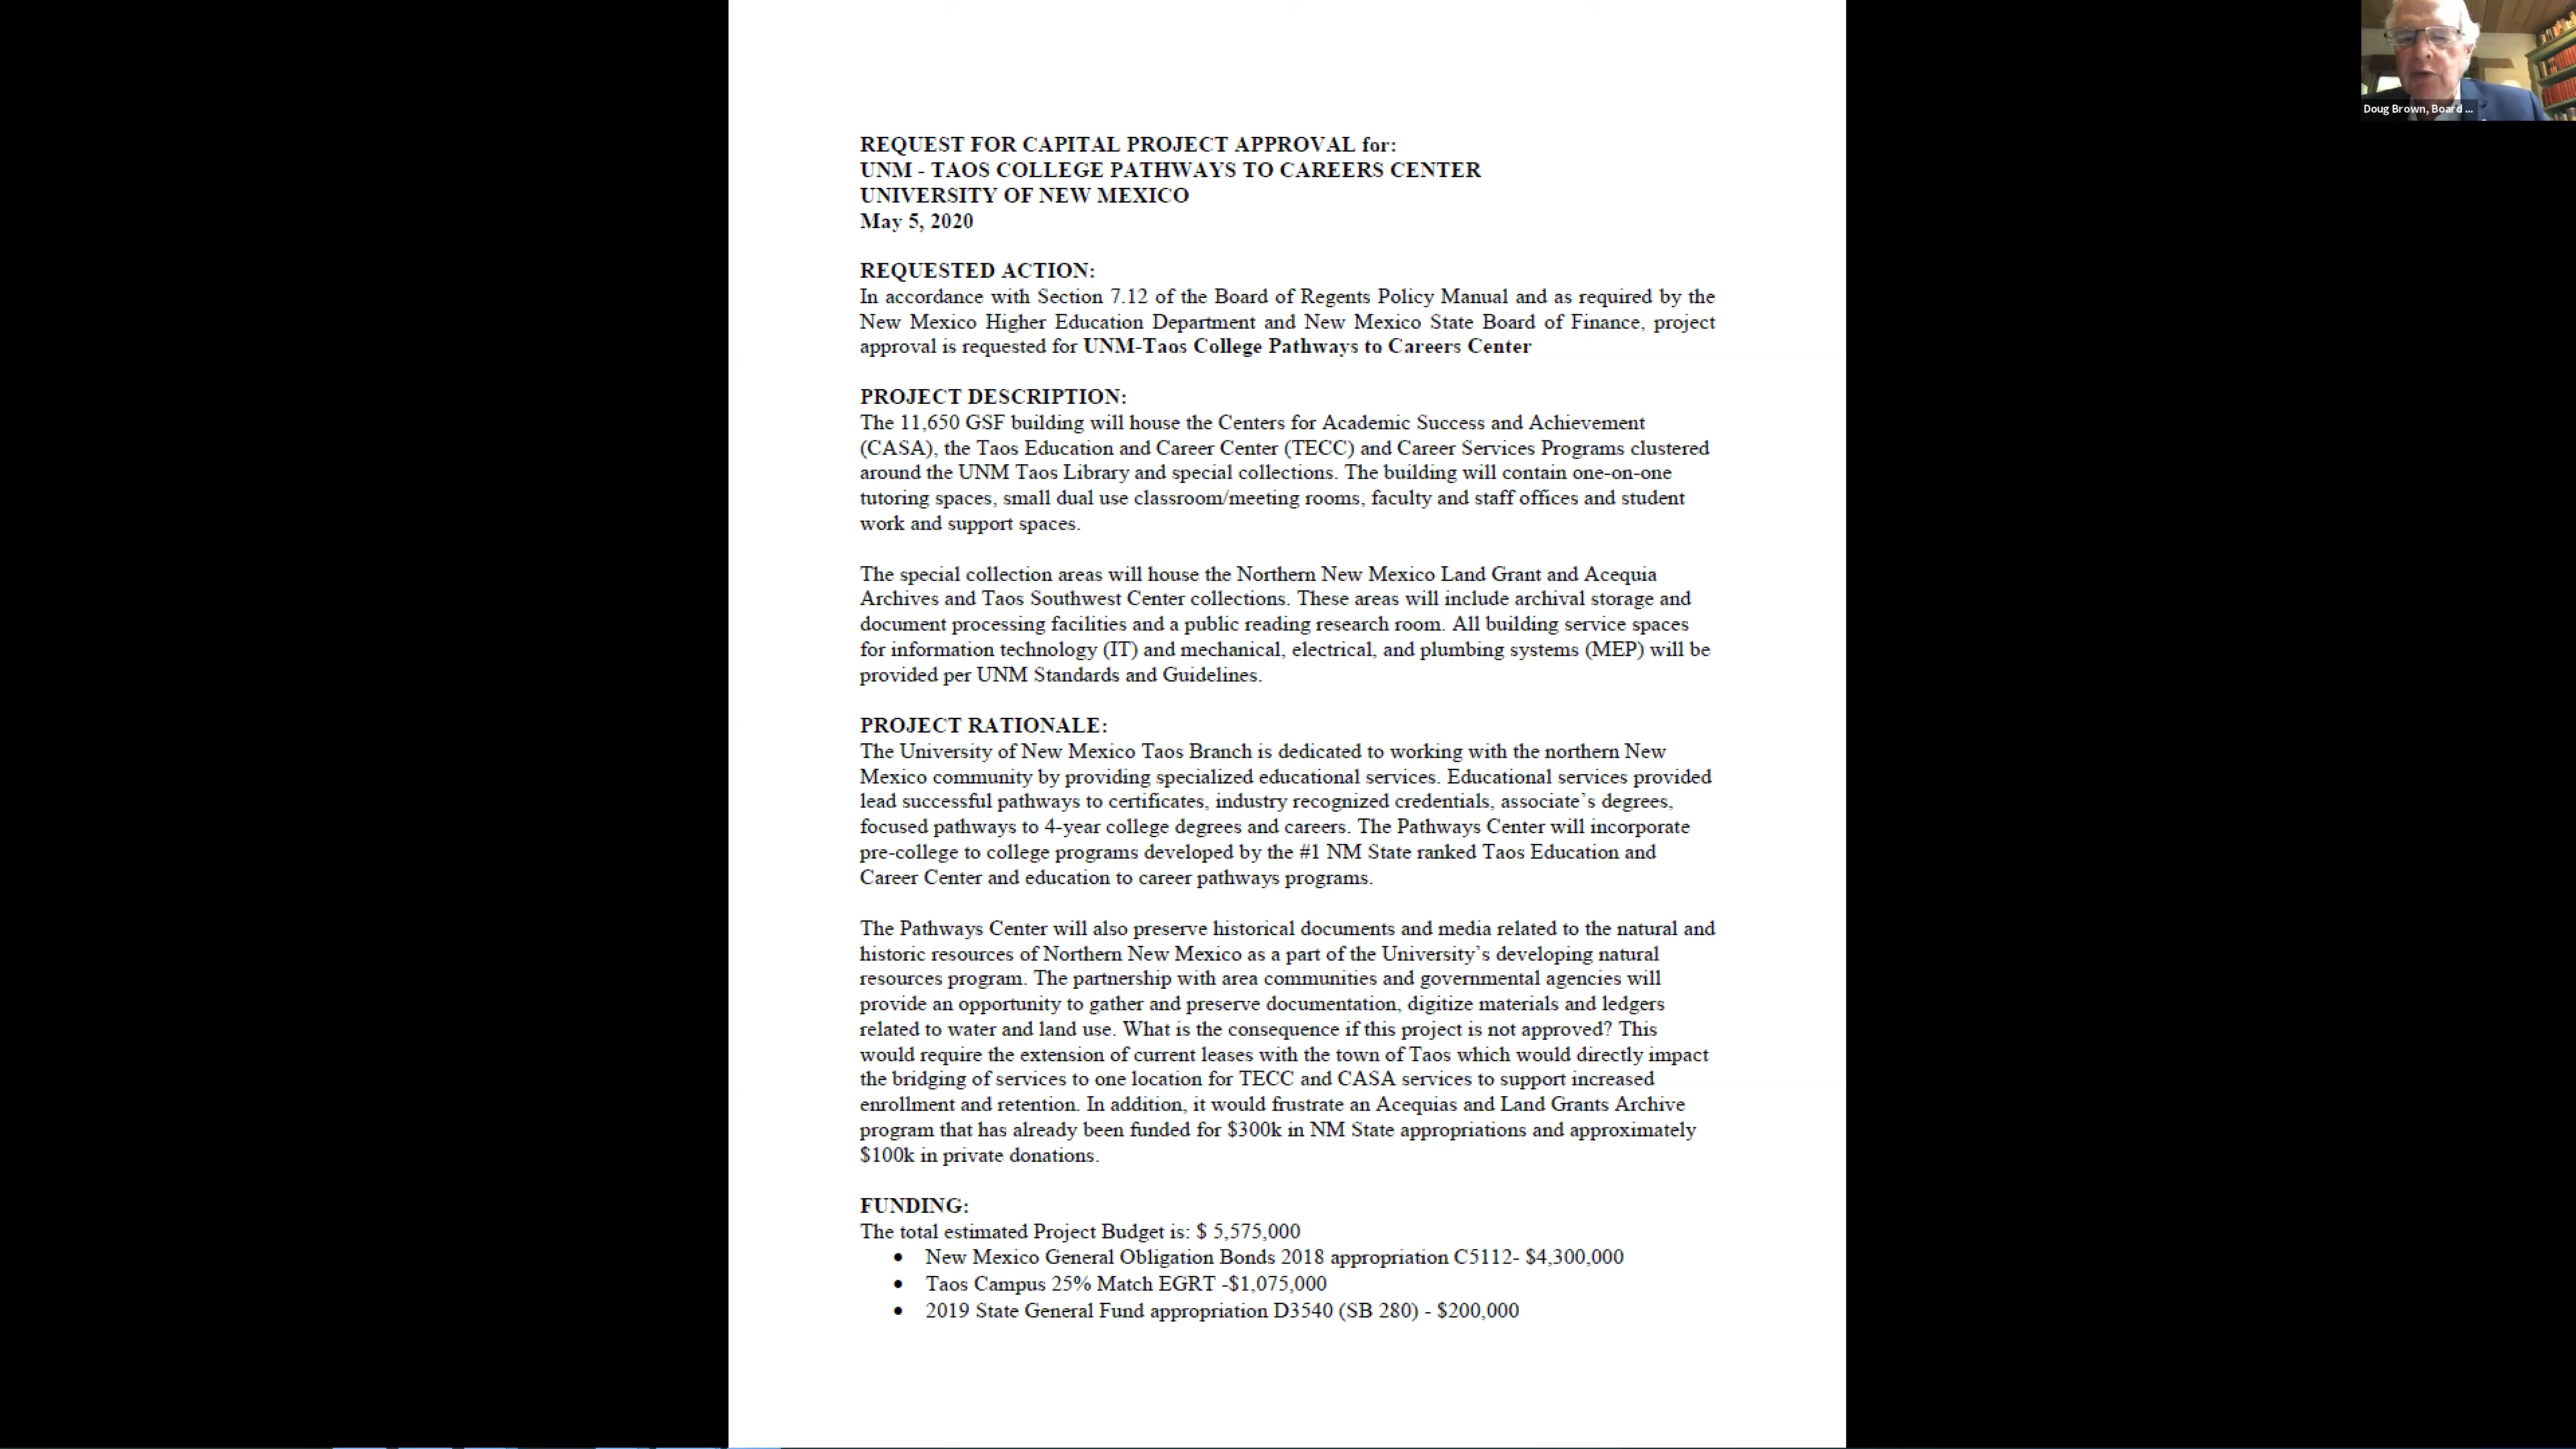 REQUEST FOR CAPITAL PROJECT APPROVAL for:
UNM - TAOS COLLEGE PATHWAYS TO CAREERS CENTER
UNIVERSITY OF NEW MEXICO
May 5, 2020
REQUESTED ACTION:
In accordance with Section 7.12 of the Board of Regents Policy Manual and as required by the
New Mexico Higher Education Department and New Mexico State Board of Finance, project
approval is requested for UNM-Taos College Pathways to Careers Center
PROJECT DESCRIPTION:
The 11,650 GSF building will house the Centers for Academic Success and Achievement
(CASA), the Taos Education and Career Center (TECC) and Career Services Programs clustered
around the UNM Taos Library and special collections. The building will contain one-on-one
tutoring spaces, small dual use classroom/meeting rooms, faculty and staff offices and student
work and support spaces.
The special collection areas will house the Northern New Mexico Land Grant and Acequia
Archives and Taos Southwest Center collections. These areas will include archival storage and
document processing facilities and a public reading research room. All building service spaces
for information technology (IT) and mechanical, electrical, and plumbing systems (MEP) will be
provided per UNM Standards and Guidelines.
PROJECT RATIONALE:
The University of New Mexico Taos Branch is dedicated to working with the northern New
Mexico community by providing specialized educational services. Educational services provided
lead successful pathways to certificates, industry recognized credentials, associate's degrees,
focused pathways to 4-year college degrees and careers. The Pathways Center will incorporate
pre-college to college programs developed by the #1 NM State ranked Taos Education and
Career Center and education to career pathways programs.
The Pathways Center will also preserve historical documents and media related to the natural and
historic resources of Northern New Mexico as a part of the University's developing natural
resources program. The partnership with area communities and governmental agencies will
provide an opportunity to gather and preserve documentation, digitize materials and ledgers
related to water and land use. What is the consequence if this project is not approved? This
would require the extension of current leases with the town of Taos which would directly impact
the bridging of services to one location for TECC and CASA services to support increased
enrollment and retention. In addition, it would frustrate an Acequias and Land Grants Archive
program that has already been funded for $300k in NM State appropriations and approximately
$100k in private donations.
FUNDING:
The total estimated Project Budget is: $ 5,575,000
• New Mexico General Obligation Bonds 2018 appropriation C5112- $4,300,000
• Taos Campus 25% Match EGRT -$1,075,000
• 2019 State General Fund appropriation D3540 (SB 280) - $200,000
Doug Brown, Board ...